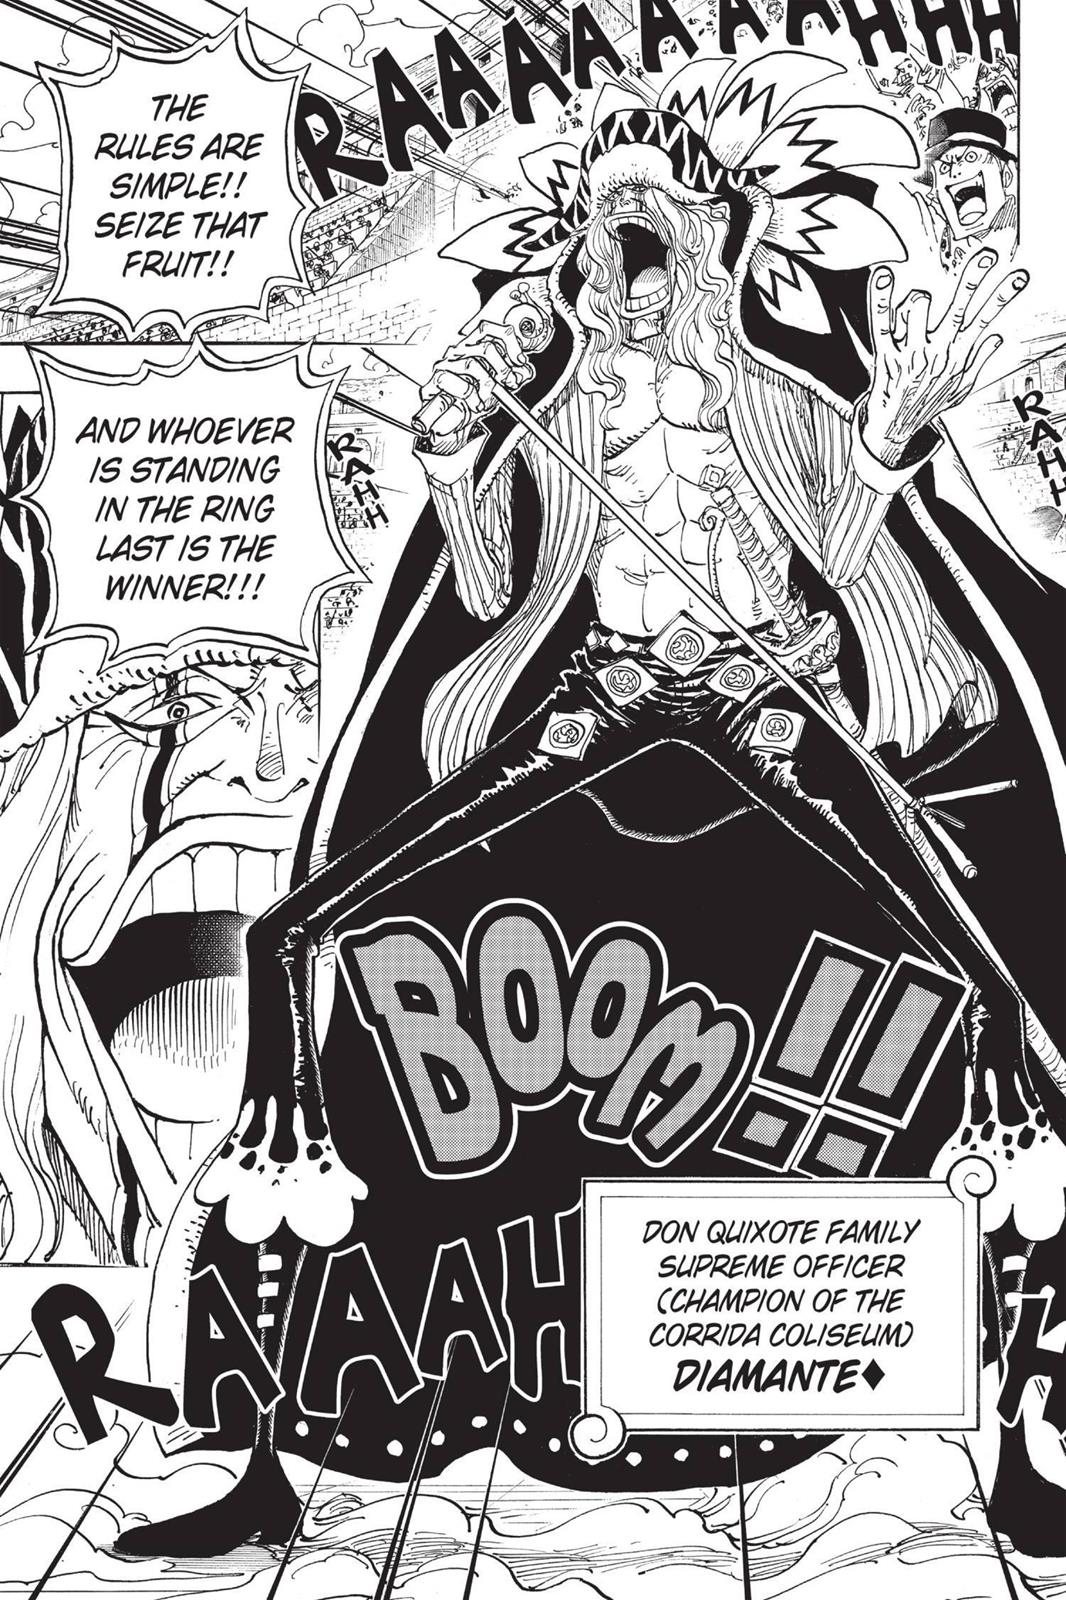 RAAAAAAAHHH
THE
RULES ARE
SIMPLE!!
SEIZE THAT
FRUIT!!
AND WHOEVER
IS STANDING
IN THE RING
LAST IS THE
WINNER!!!
RAHH
RAHH
BOOM!!
DON QUIXOTE FAMILY
SUPREME OFFICER
(CHAMPION OF THE
CORRIDA COLISEUM)
DIAMANTE♦
RAAAH
H